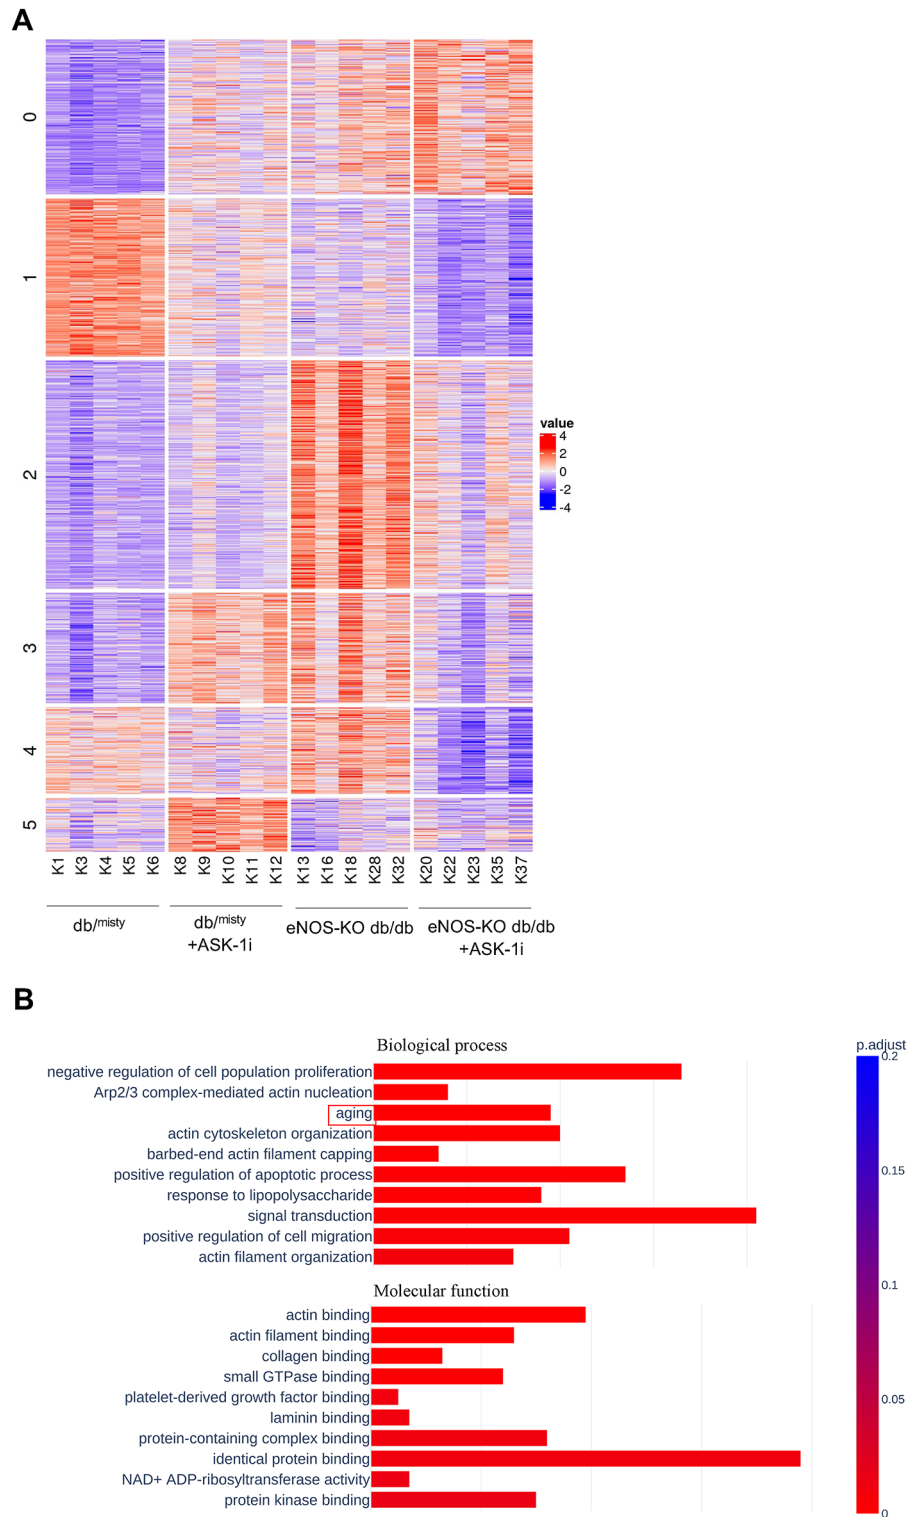 A
0
1
2
3
4
5
value
4
2
0
-2
-4
K1 K3 K4 K5 K6 K8 K9 K10 K11 K12 K13 K16 K18 K28 K32 K20 K22 K23 K35 K37
db/misty
db/misty
+ASK-1i
eNOS-KO db/db
eNOS-KO db/db
+ASK-1i
B
Biological process
negative regulation of cell population proliferation
Arp2/3 complex-mediated actin nucleation
aging
actin cytoskeleton organization
barbed-end actin filament capping
positive regulation of apoptotic process
response to lipopolysaccharide
signal transduction
positive regulation of cell migration
actin filament organization
Molecular function
actin binding
actin filament binding
collagen binding
small GTPase binding
platelet-derived growth factor binding
laminin binding
protein-containing complex binding
identical protein binding
NAD+ ADP-ribosyltransferase activity
protein kinase binding
p.adjust
0.2
0.15
0.1
0.05
0